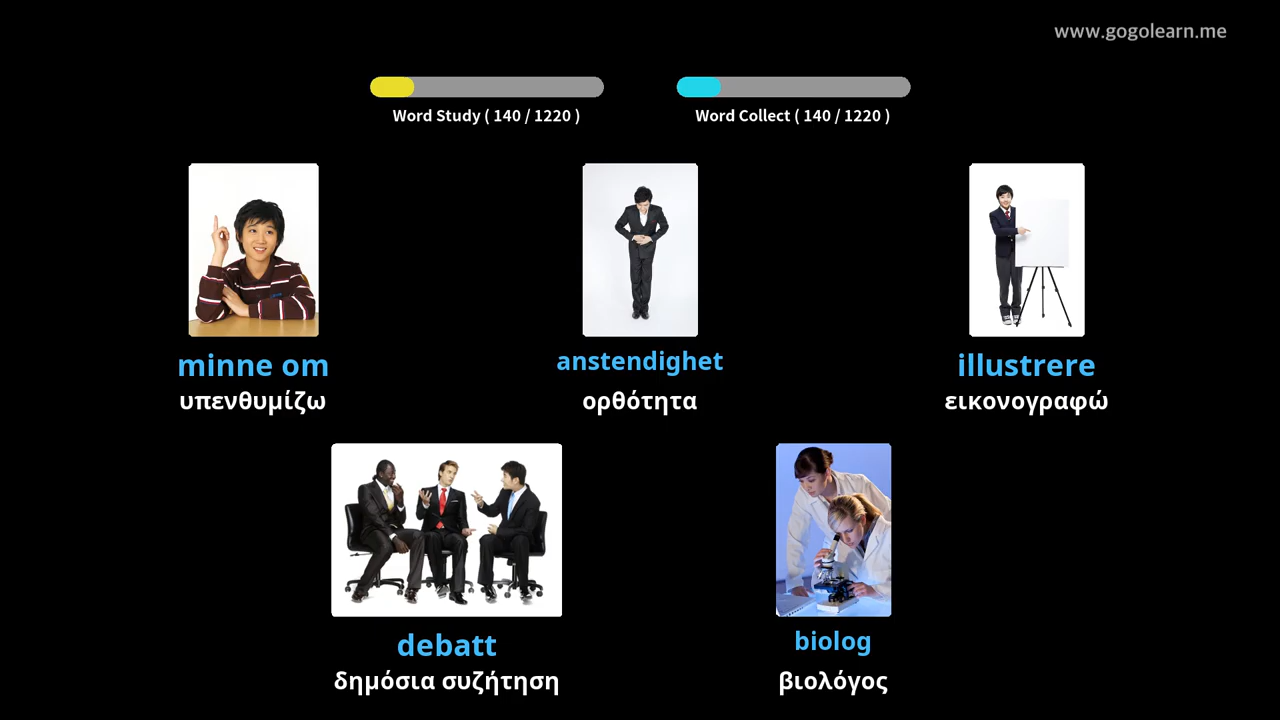 www.gogolearn.me
Word Study ( 140 / 1220 )
Word Collect ( 140 / 1220 )
minne om
υπενθυμίζω
anstendighet
ορθότητα
illustrere
εικονογραφώ
debatt
δημόσια συζήτηση
biolog
βιολόγος